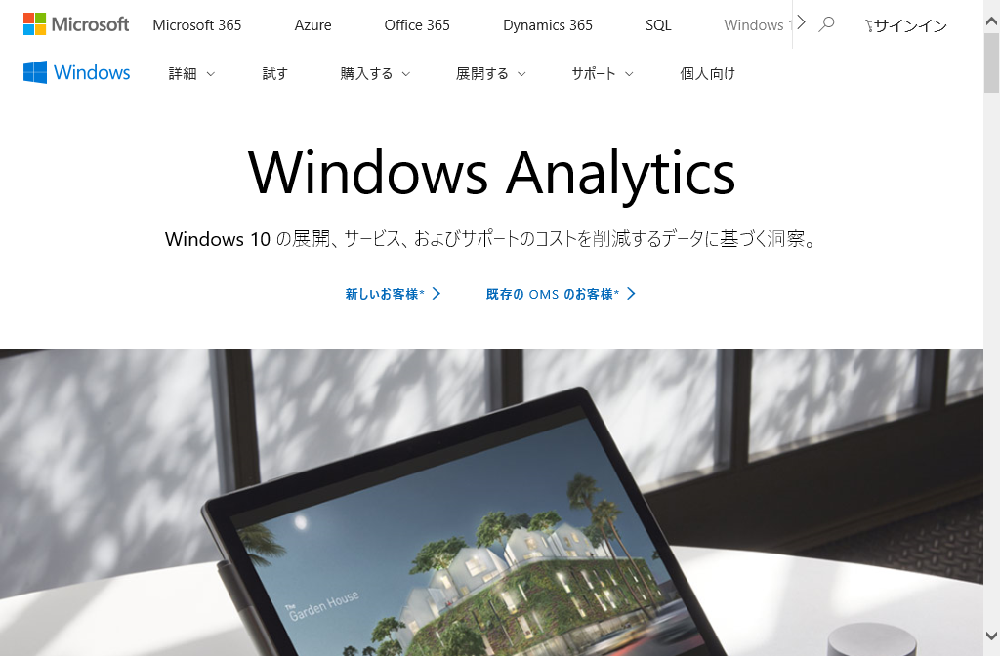 Microsoft Microsoft 365 Azure Office 365 Dynamics 365 SQL Windows サインイン
Windows 詳細 試す 購入する 展開する サポート 個人向け
Windows Analytics
Windows 10 の展開、サービス、およびサポートのコストを削減するデータに基づく洞察。
新しいお客様* 既存の OMS のお客様*
The
Garden House